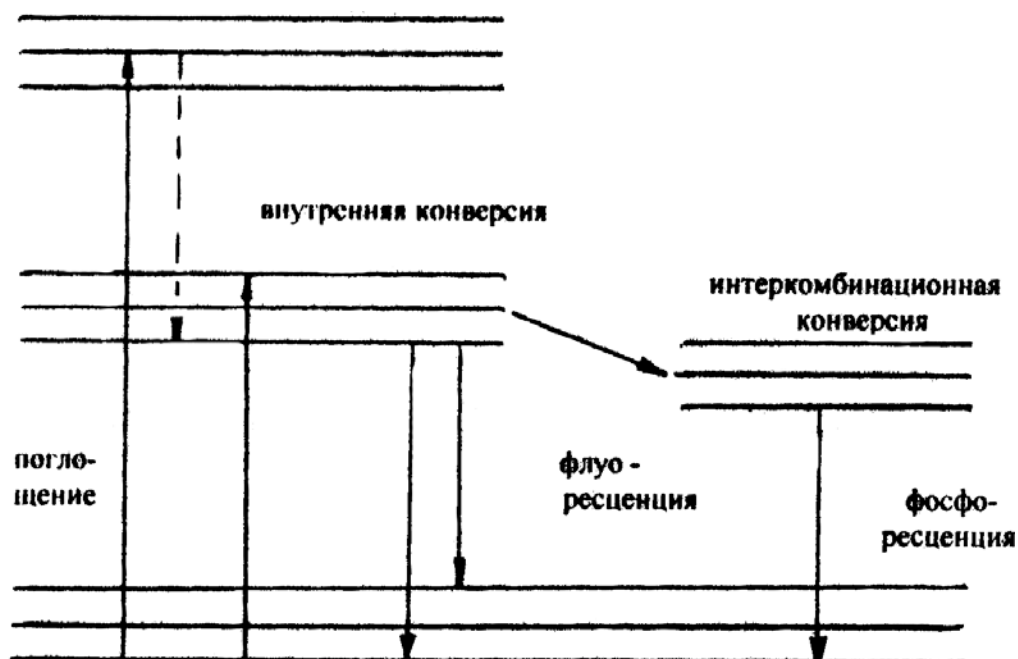 внутренняя конверсия
интеркомбинационная
конверсия
погло-
щение
флуо -
ресценция
фосфо-
ресценция